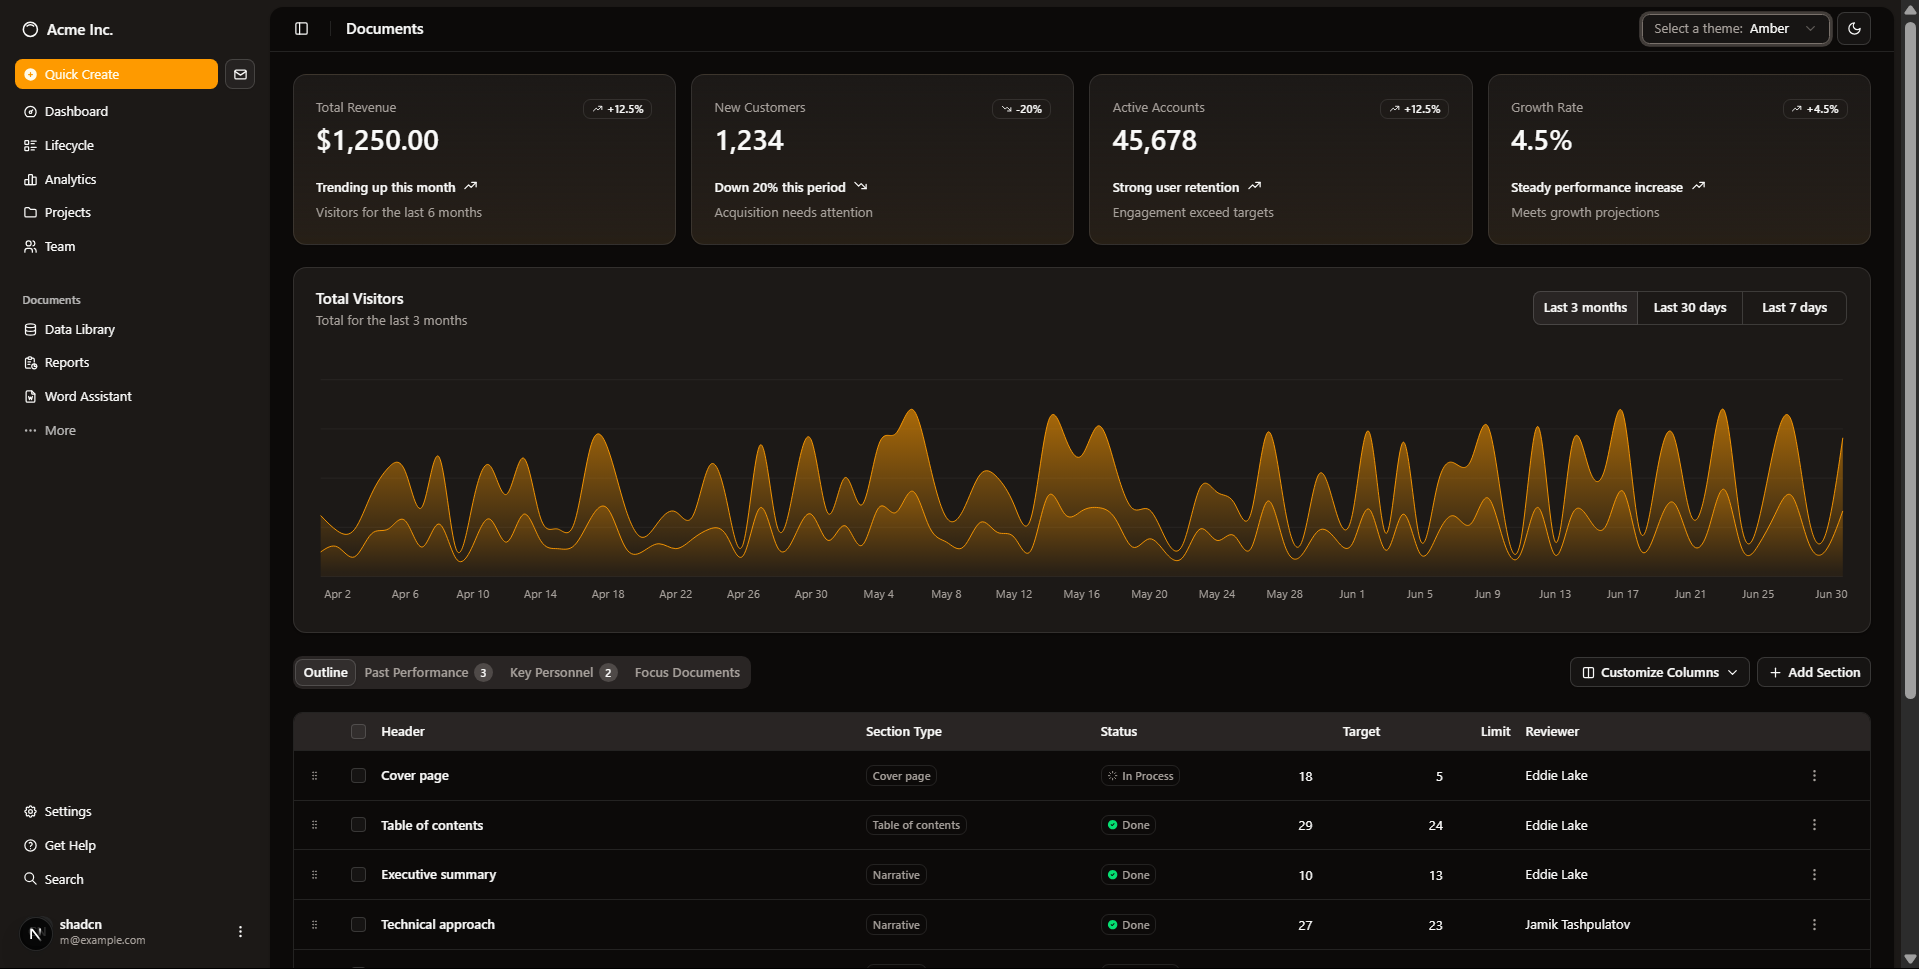 Acme Inc.
Quick Create
Dashboard
Lifecycle
Analytics
Projects
Team
Documents
Data Library
Reports
Word Assistant
More
Settings
Get Help
Search
shadcn
m@example.com
Documents
Select a theme: Amber
Total Revenue
+12.5%
$1,250.00
Trending up this month
Visitors for the last 6 months
New Customers
-20%
1,234
Down 20% this period
Acquisition needs attention
Active Accounts
+12.5%
45,678
Strong user retention
Engagement exceed targets
Growth Rate
+4.5%
4.5%
Steady performance increase
Meets growth projections
Total Visitors
Total for the last 3 months
Last 3 months Last 30 days Last 7 days
Apr 2 Apr 6 Apr 10 Apr 14 Apr 18 Apr 22 Apr 26 Apr 30 May 4 May 8 May 12 May 16 May 20 May 24 May 28 Jun 1 Jun 5 Jun 9 Jun 13 Jun 17 Jun 21 Jun 25 Jun 30
Outline Past Performance 3 Key Personnel 2 Focus Documents
Customize Columns Add Section
Header Section Type Status Target Limit Reviewer
Cover page Cover page In Process 18 5 Eddie Lake
Table of contents Table of contents Done 29 24 Eddie Lake
Executive summary Narrative Done 10 13 Eddie Lake
Technical approach Narrative Done 27 23 Jamik Tashpulatov